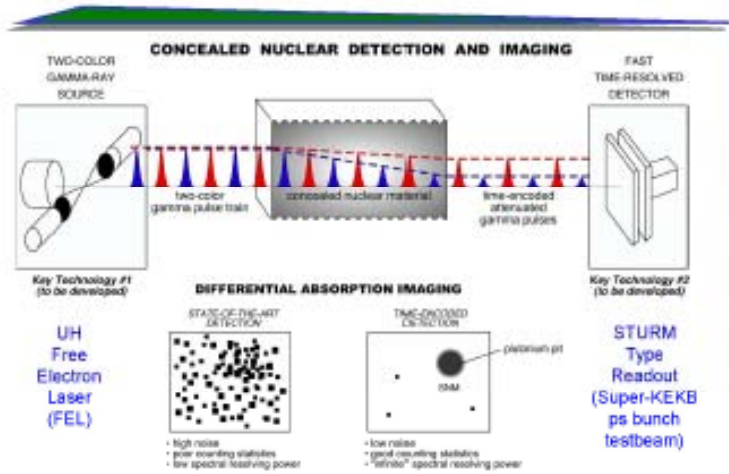 CONCEALED NUCLEAR DETECTION AND IMAGING
TWO-COLOR
GAMMA-RAY
SOURCE
FAST
TIME-RESOLVED
DETECTOR
two-color
gamma pulse train
concealed nuclear material
time-encoded
attenuated
gamma pulses
Key Technology #1
(to be developed)
Key Technology #2
(to be developed)
DIFFERENTIAL ABSORPTION IMAGING
STATE-OF-THE-ART
DETECTION
TIME-ENCODED
DETECTION
plutonium pit
SNM
• high noise
• poor counting statistics
• low spectral resolving power
• low noise
• good counting statistics
• "infinite" spectral resolving power
UH
Free
Electron
Laser
(FEL)
STURM
Type
Readout
(Super-KEKB
ps bunch
testbeam)